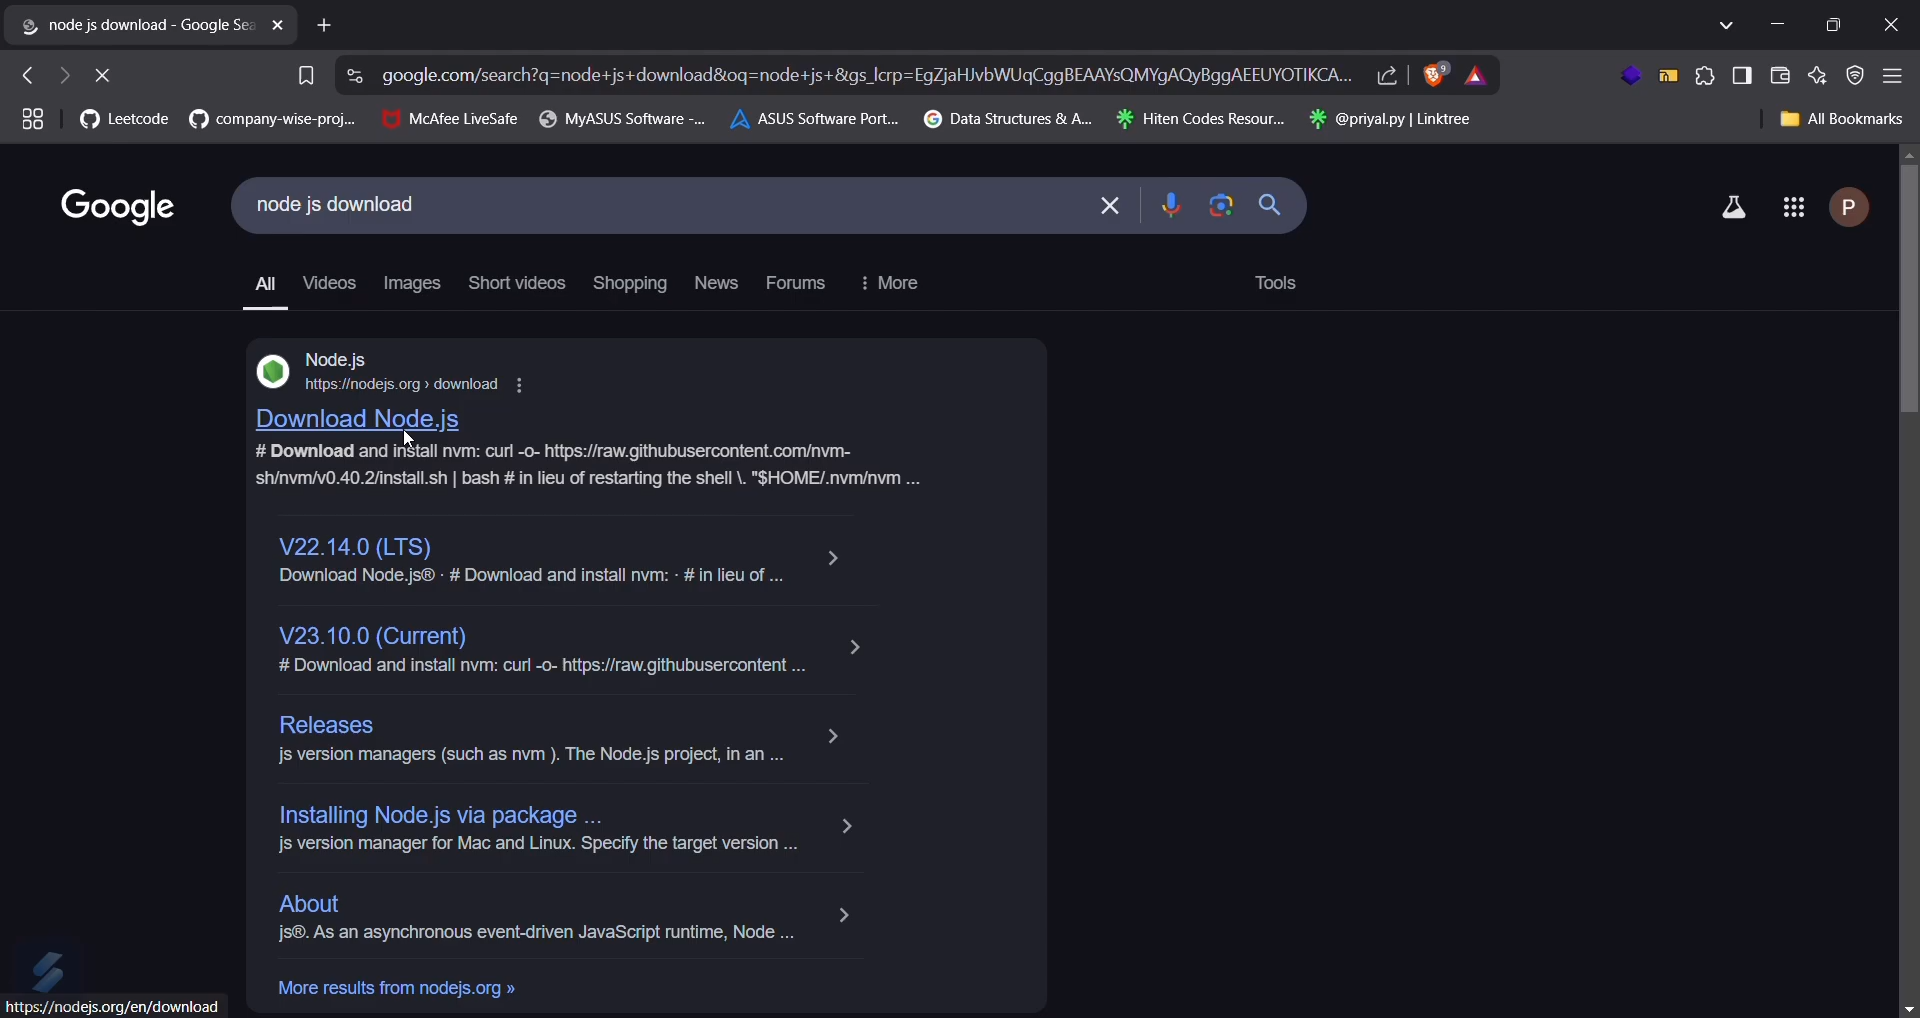 node js download - Google Sea
google.com/search?q=node+js+download&oq=node+js+&gs_lcrp=EgZjaHJvbWUqCggBEAAYsQMYgAQyBggAEEUYOTIKCA...
9
Leetcode
company-wise-proj...
McAfee LiveSafe
MyASUS Software -...
ASUS Software Port...
Data Structures & A...
Hiten Codes Resour...
@priyal.py | Linktree
All Bookmarks
Google
node js download
P
All
Videos
Images
Short videos
Shopping
News
Forums
More
Tools
Node.js
https://nodejs.org › download
Download Node.js
# Download and install nvm: curl -o- https://raw.githubusercontent.com/nvm-
sh/nvm/v0.40.2/install.sh | bash # in lieu of restarting the shell \. "$HOME/.nvm/nvm ...
V22.14.0 (LTS)
Download Node.js® · # Download and install nvm: · # in lieu of ...
V23.10.0 (Current)
# Download and install nvm: curl -o- https://raw.githubusercontent ...
Releases
js version managers (such as nvm ). The Node.js project, in an ...
Installing Node.js via package ...
js version manager for Mac and Linux. Specify the target version ...
About
js®. As an asynchronous event-driven JavaScript runtime, Node ...
More results from nodejs.org »
https://nodejs.org/en/download